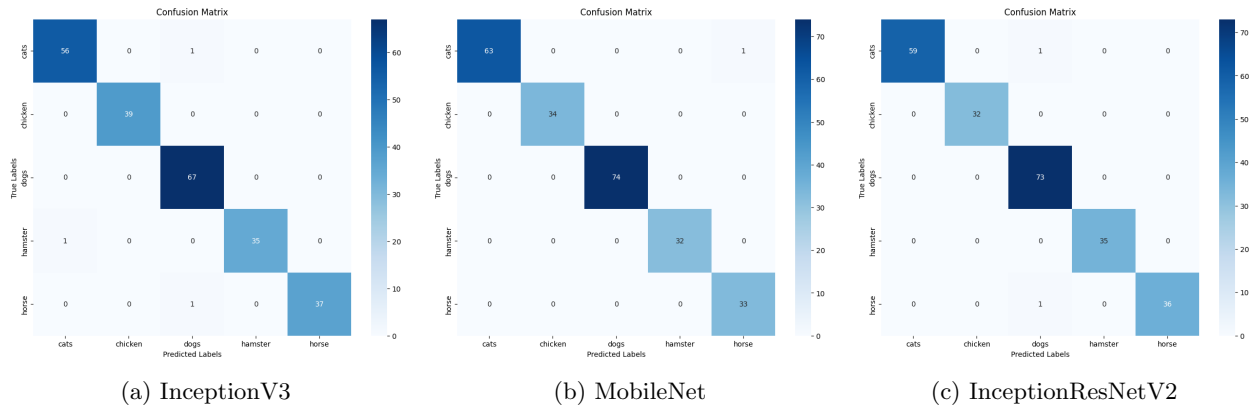 Confusion Matrix
cats 56 0 1 0 0
chicken 0 39 0 0 0
dogs 0 0 67 0 0
hamster 1 0 0 35 0
horse 0 0 1 0 37
True Labels
cats chicken dogs hamster horse
Predicted Labels
60
50
40
30
20
10
0
(a) InceptionV3
Confusion Matrix
cats 63 0 0 0 1
chicken 0 34 0 0 0
dogs 0 0 74 0 0
hamster 0 0 0 32 0
horse 0 0 0 0 33
True Labels
cats chicken dogs hamster horse
Predicted Labels
70
60
50
40
30
20
10
0
(b) MobileNet
Confusion Matrix
cats 59 0 1 0 0
chicken 0 32 0 0 0
dogs 0 0 73 0 0
hamster 0 0 0 35 0
horse 0 0 1 0 36
True Labels
cats chicken dogs hamster horse
Predicted Labels
70
60
50
40
30
20
10
0
(c) InceptionResNetV2